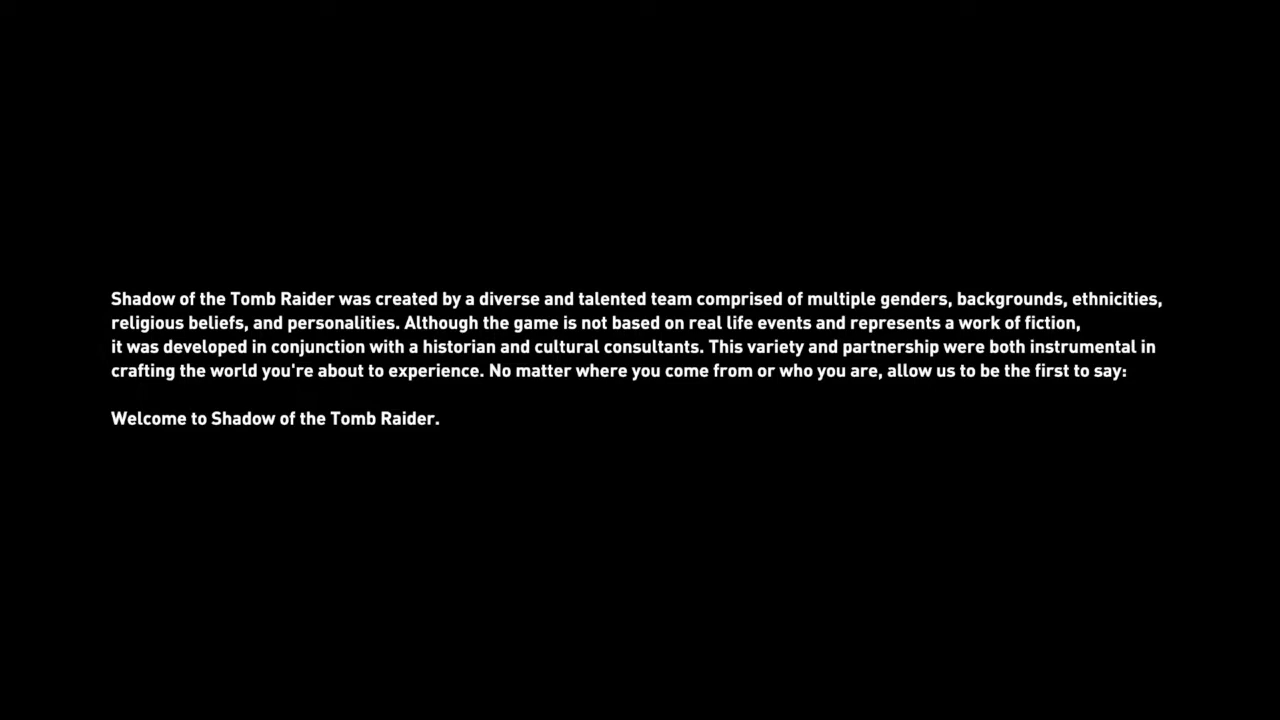 Shadow of the Tomb Raider was created by a diverse and talented team comprised of multiple genders, backgrounds, ethnicities,
religious beliefs, and personalities. Although the game is not based on real life events and represents a work of fiction,
it was developed in conjunction with a historian and cultural consultants. This variety and partnership were both instrumental in
crafting the world you're about to experience. No matter where you come from or who you are, allow us to be the first to say:
Welcome to Shadow of the Tomb Raider.